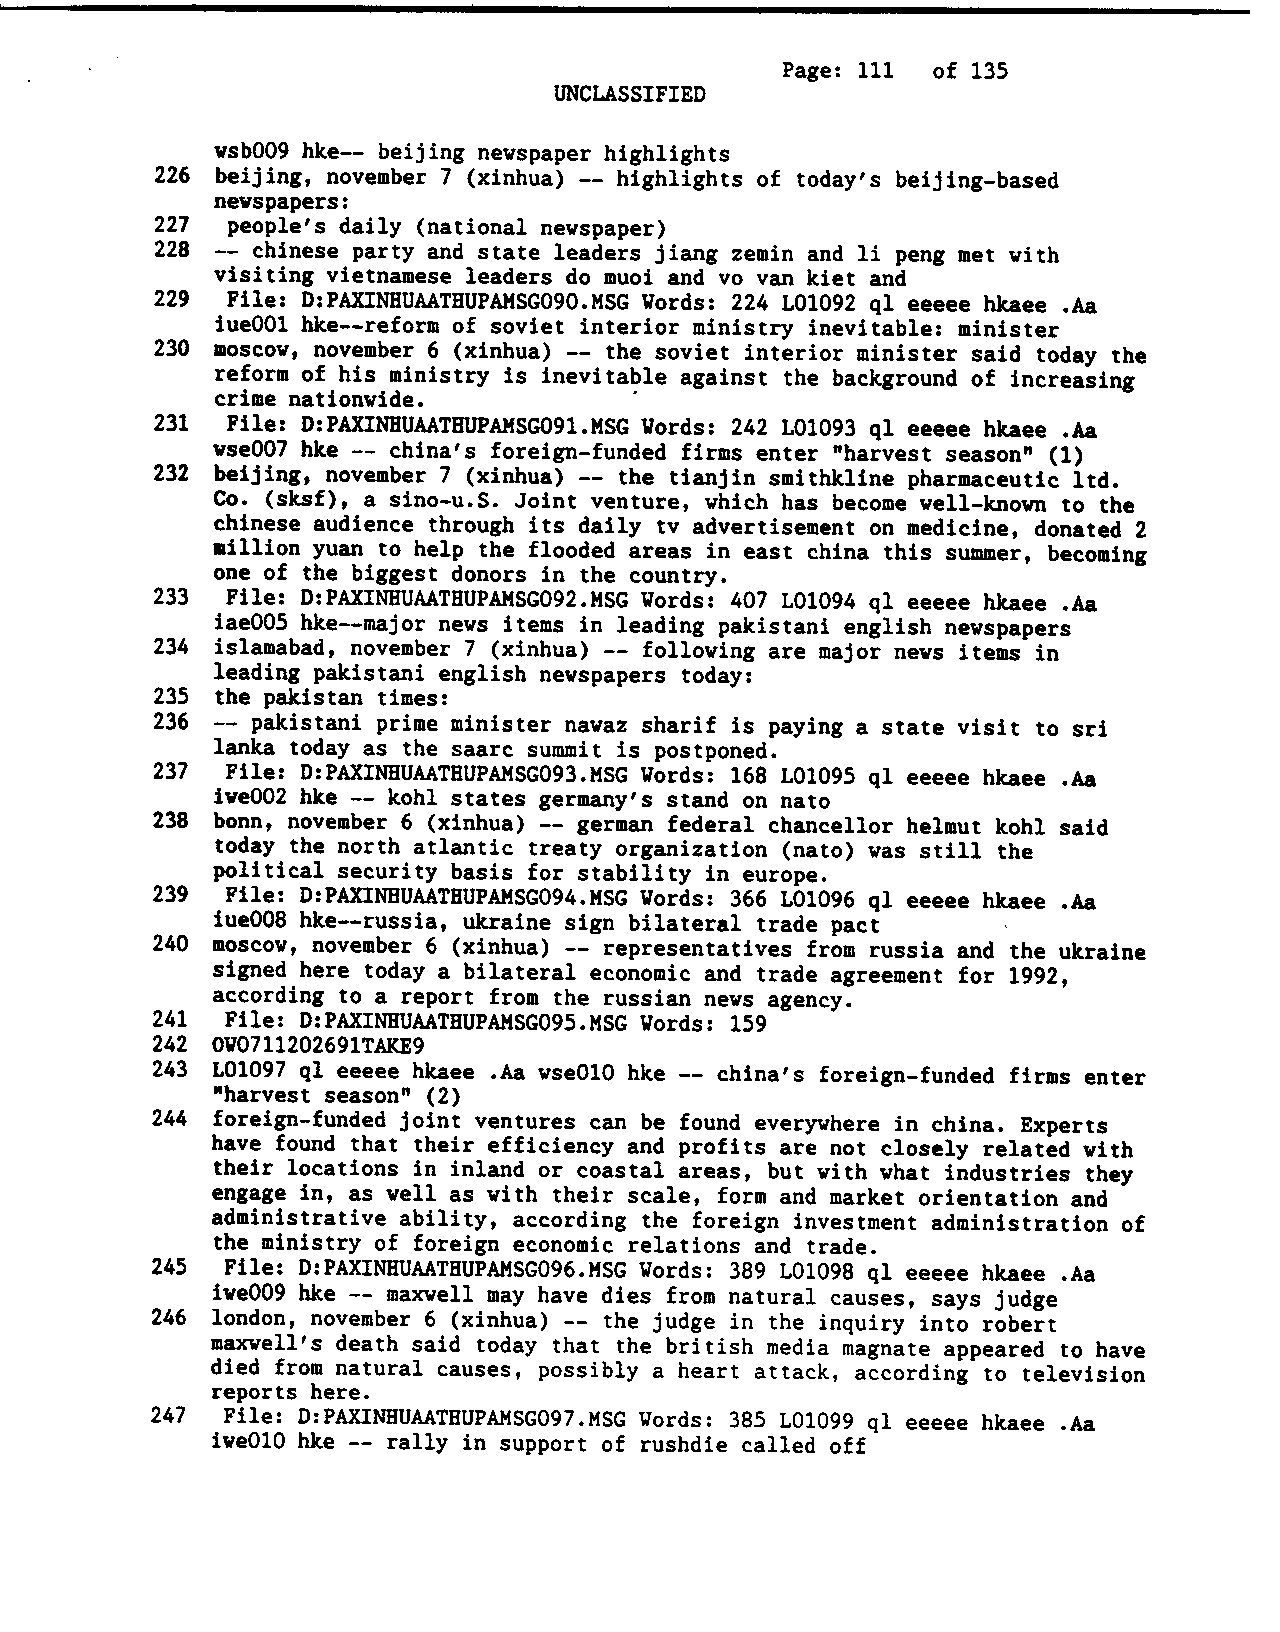 Page: 111 of 135
UNCLASSIFIED
wsb009 hke-- beijing newspaper highlights
226 beijing, november 7 (xinhua) -- highlights of today's beijing-based
newspapers:
227 people's daily (national newspaper)
228 -- chinese party and state leaders jiang zemin and li peng met with
visiting vietnamese leaders do muoi and vo van kiet and
229 File: D:PAXINHUAATHUPAMSG090.MSG Words: 224 L01092 ql eeeee hkaee .Aa
iue001 hke--reform of soviet interior ministry inevitable: minister
230 moscow, november 6 (xinhua) -- the soviet interior minister said today the
reform of his ministry is inevitable against the background of increasing
crime nationwide.
231 File: D:PAXINHUAATHUPAMSG091.MSG Words: 242 L01093 ql eeeee hkaee .Aa
wse007 hke -- china's foreign-funded firms enter "harvest season" (1)
232 beijing, november 7 (xinhua) -- the tianjin smithkline pharmaceutic ltd.
Co. (sksf), a sino-u.S. Joint venture, which has become well-known to the
chinese audience through its daily tv advertisement on medicine, donated 2
million yuan to help the flooded areas in east china this summer, becoming
one of the biggest donors in the country.
233 File: D:PAXINHUAATHUPAMSG092.MSG Words: 407 L01094 ql eeeee hkaee .Aa
iae005 hke--major news items in leading pakistani english newspapers
234 islamabad, november 7 (xinhua) -- following are major news items in
leading pakistani english newspapers today:
235 the pakistan times:
236 -- pakistani prime minister nawaz sharif is paying a state visit to sri
lanka today as the saarc summit is postponed.
237 File: D:PAXINHUAATHUPAMSG093.MSG Words: 168 L01095 ql eeeee hkaee .Aa
iwe002 hke -- kohl states germany's stand on nato
238 bonn, november 6 (xinhua) -- german federal chancellor helmut kohl said
today the north atlantic treaty organization (nato) was still the
political security basis for stability in europe.
239 File: D:PAXINHUAATHUPAMSG094.MSG Words: 366 L01096 ql eeeee hkaee .Aa
iue008 hke--russia, ukraine sign bilateral trade pact
240 moscow, november 6 (xinhua) -- representatives from russia and the ukraine
signed here today a bilateral economic and trade agreement for 1992,
according to a report from the russian news agency.
241 File: D:PAXINHUAATHUPAMSG095.MSG Words: 159
242 OW0711202691TAKE9
243 L01097 ql eeeee hkaee .Aa wse010 hke -- china's foreign-funded firms enter
"harvest season" (2)
244 foreign-funded joint ventures can be found everywhere in china. Experts
have found that their efficiency and profits are not closely related with
their locations in inland or coastal areas, but with what industries they
engage in, as well as with their scale, form and market orientation and
administrative ability, according the foreign investment administration of
the ministry of foreign economic relations and trade.
245 File: D:PAXINHUAATHUPAMSG096.MSG Words: 389 L01098 ql eeeee hkaee .Aa
iwe009 hke -- maxwell may have dies from natural causes, says judge
246 london, november 6 (xinhua) -- the judge in the inquiry into robert
maxwell's death said today that the british media magnate appeared to have
died from natural causes, possibly a heart attack, according to television
reports here.
247 File: D:PAXINHUAATHUPAMSG097.MSG Words: 385 L01099 ql eeeee hkaee .Aa
iwe010 hke -- rally in support of rushdie called off